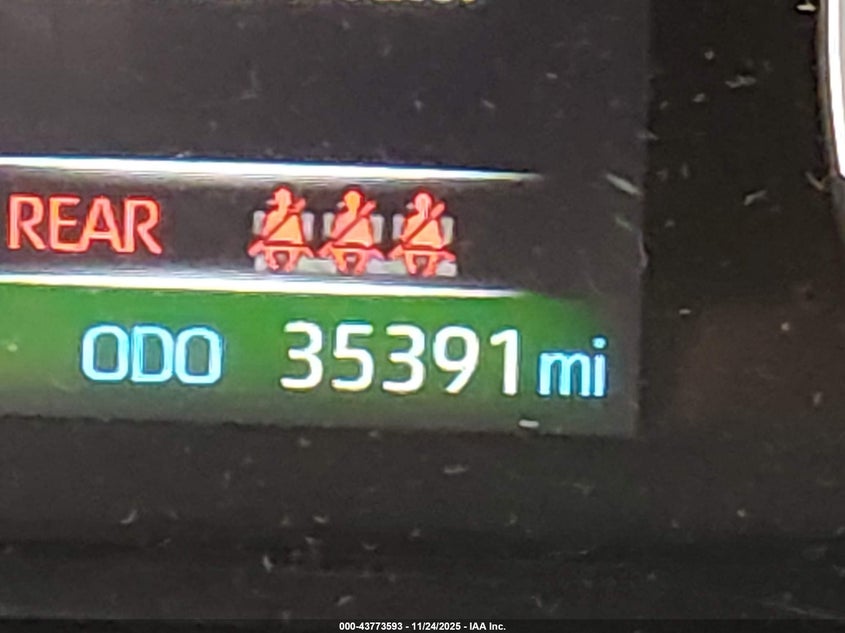 REAR
ODO 35391 mi
000-43773593 - 11/24/2025 - IAA Inc.